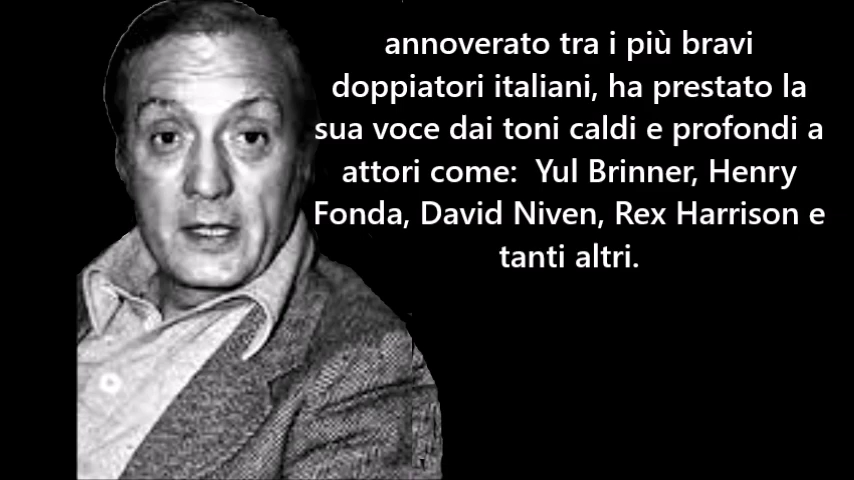 annoverato tra i più bravi
doppiatori italiani, ha prestato la
sua voce dai toni caldi e profondi a
attori come:  Yul Brinner, Henry
Fonda, David Niven, Rex Harrison e
tanti altri.